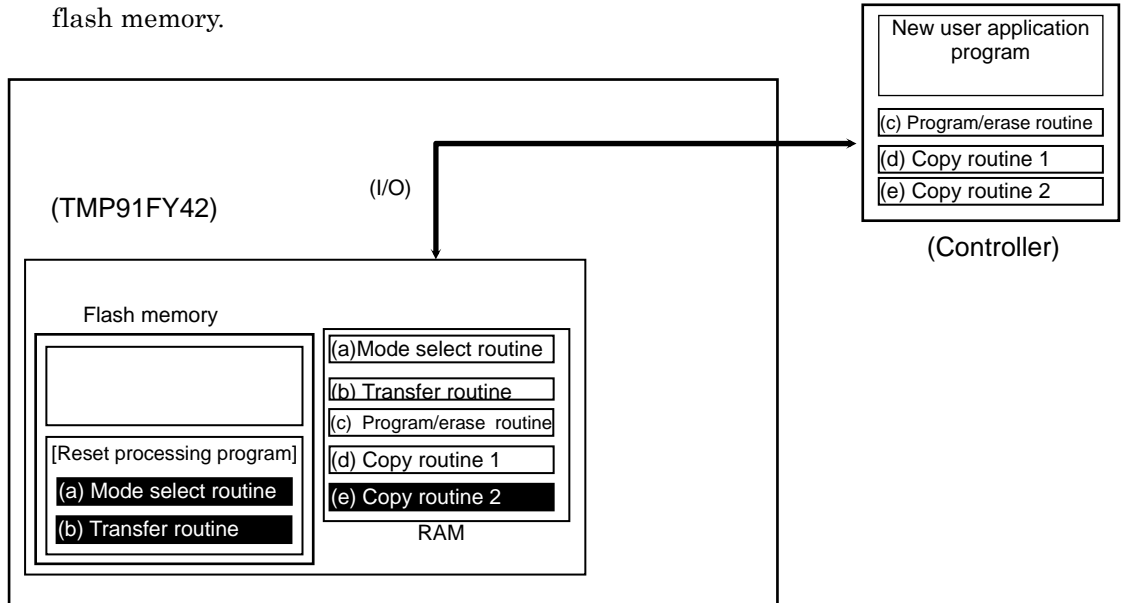 flash memory.
New user application
program
(c) Program/erase routine
(d) Copy routine 1
(e) Copy routine 2
(Controller)
(I/O)
(TMP91FY42)
Flash memory
[Reset processing program]
(a) Mode select routine
(b) Transfer routine
(a)Mode select routine
(b) Transfer routine
(c) Program/erase routine
(d) Copy routine 1
(e) Copy routine 2
RAM